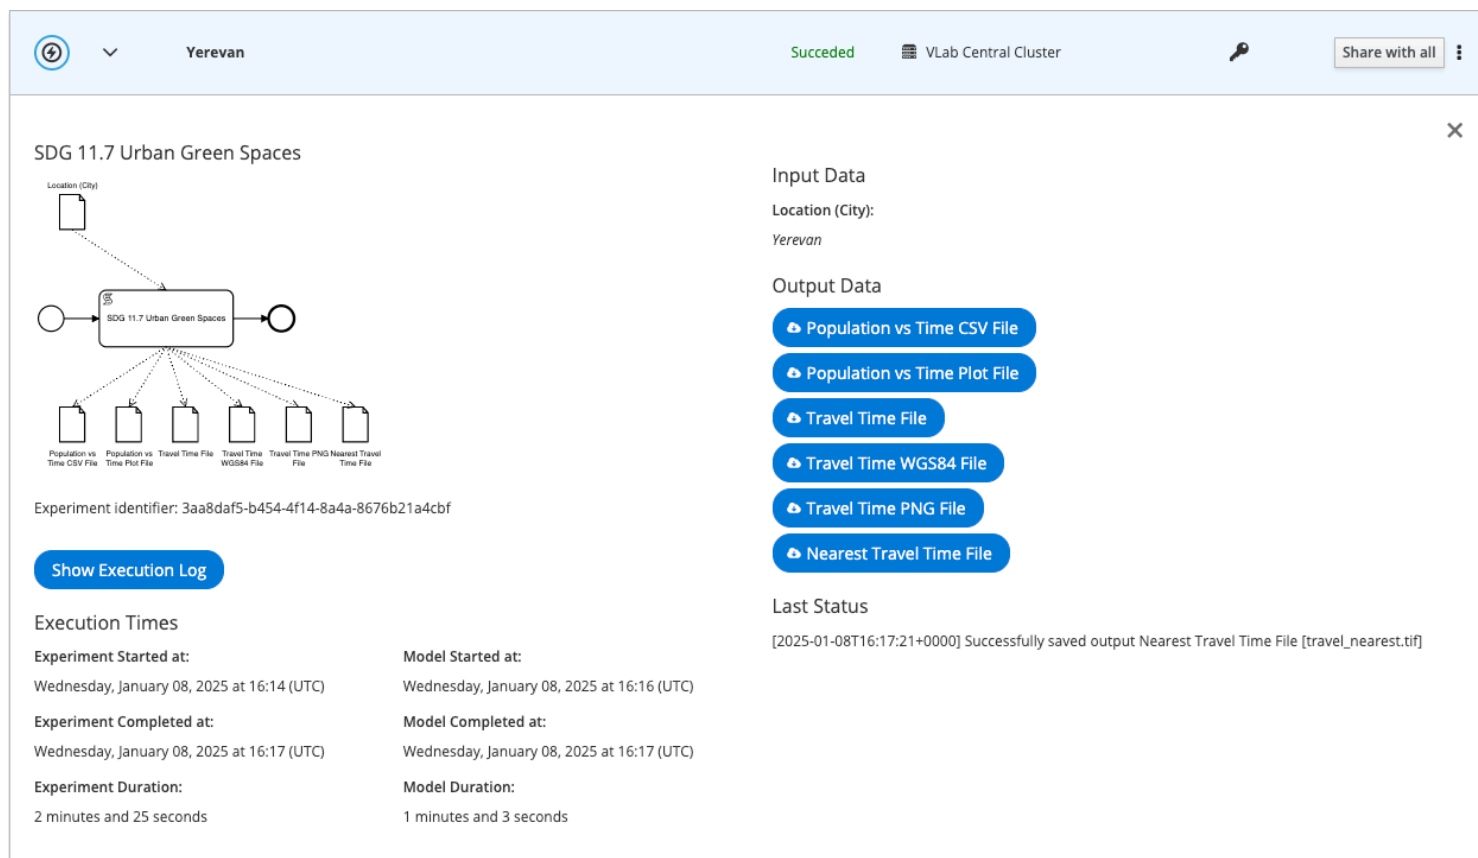 Yerevan
Succeded
VLab Central Cluster
Share with all
SDG 11.7 Urban Green Spaces
Location (City)
SDG 11.7 Urban Green Spaces
Population vs
Time CSV File
Population vs
Time Plot File
Travel Time File
Travel Time
WGS84 File
Travel Time PNG
File
Nearest Travel
Time File
Experiment identifier: 3aa8daf5-b454-4f14-8a4a-8676b21a4cbf
Show Execution Log
Execution Times
Experiment Started at:
Wednesday, January 08, 2025 at 16:14 (UTC)
Model Started at:
Wednesday, January 08, 2025 at 16:16 (UTC)
Experiment Completed at:
Wednesday, January 08, 2025 at 16:17 (UTC)
Model Completed at:
Wednesday, January 08, 2025 at 16:17 (UTC)
Experiment Duration:
2 minutes and 25 seconds
Model Duration:
1 minutes and 3 seconds
Input Data
Location (City):
Yerevan
Output Data
Population vs Time CSV File
Population vs Time Plot File
Travel Time File
Travel Time WGS84 File
Travel Time PNG File
Nearest Travel Time File
Last Status
[2025-01-08T16:17:21+0000] Successfully saved output Nearest Travel Time File [travel_nearest.tif]